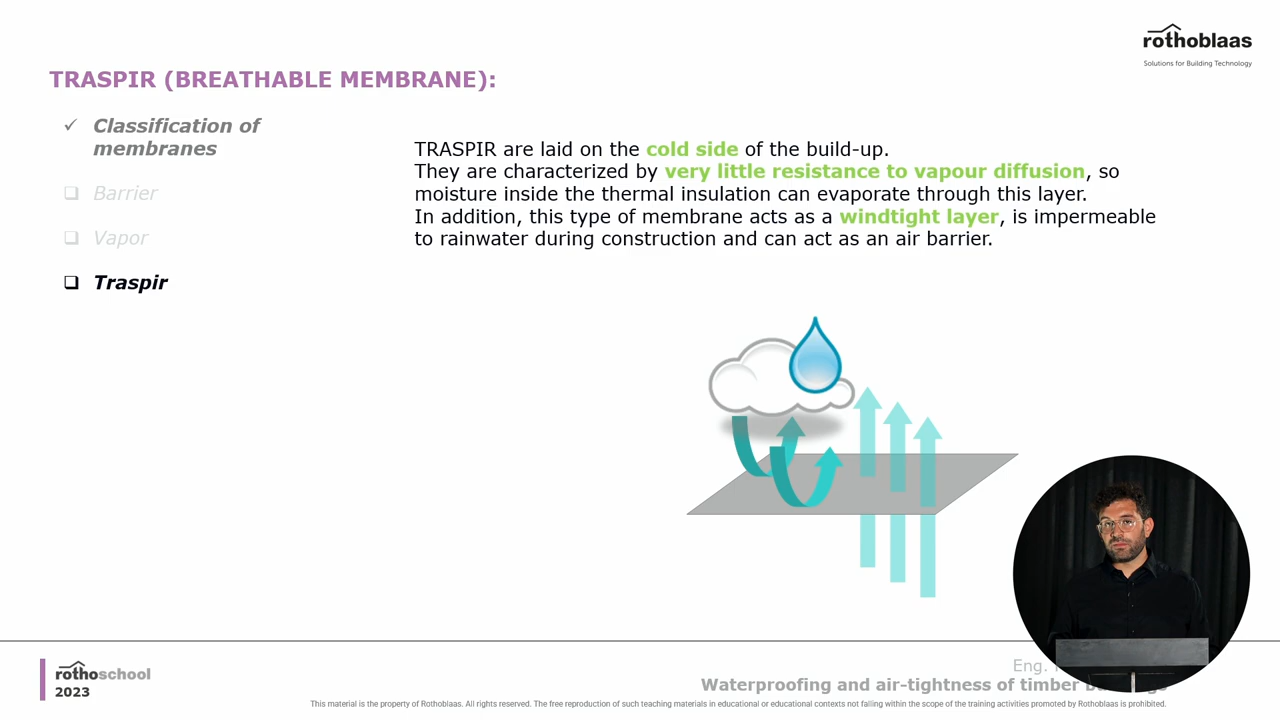 rothoblaas
Solutions for Building Technology
TRASPIR (BREATHABLE MEMBRANE):
✓ Classification of
membranes
❑ Barrier
❑ Vapor
❑ Traspir
TRASPIR are laid on the cold side of the build-up.
They are characterized by very little resistance to vapour diffusion, so
moisture inside the thermal insulation can evaporate through this layer.
In addition, this type of membrane acts as a windtight layer, is impermeable
to rainwater during construction and can act as an air barrier.
rothoschool
2023
Eng.
Waterproofing and air-tightness of timber
This material is the property of Rothoblaas. All rights reserved. The free reproduction of such teaching materials in educational or educational contexts not falling within the scope of the training activities promoted by Rothoblaas is prohibited.